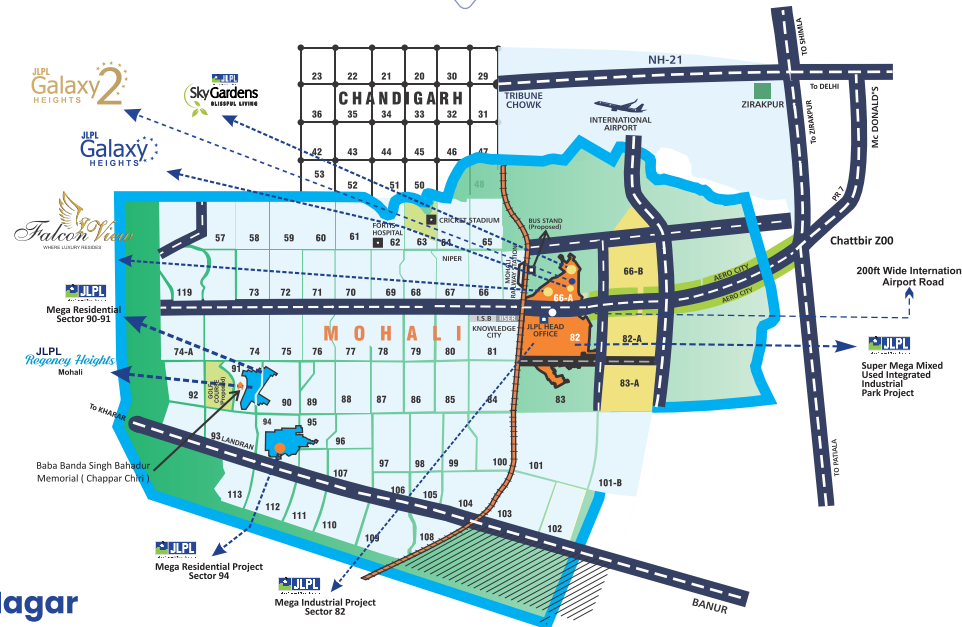 JLPL
Galaxy 2
HEIGHTS
JLPL
SkyGardens
BLISSFUL LIVING
JLPL
Galaxy
HEIGHTS
Falcon View
WHERE LUXURY RESIDES
JLPL
Mega Residential
Sector 90-91
JLPL
Regency Heights
Mohali
To KHARAR
Baba Banda Singh Bahadur
Memorial ( Chappar Chiri )
JLPL
Mega Residential Project
Sector 94
JLPL
Mega Industrial Project
Sector 82
lagar
CHANDIGARH
23 22 21 20 30 29
36 35 34 33 32 31
42 43 44 45 46 47
53 52 51 50 48
NH-21
TRIBUNE
CHOWK
INTERNATIONAL
AIRPORT
ZIRAKPUR
TO SHIMLA
To DELHI
To ZIRAKPUR
Mc DONALD'S
PR 7
Chattbir Z00
200ft Wide Internation
Airport Road
AERO CITY
AERO CITY
TO PATIALA
JLPL
Super Mega Mixed
Used Integrated
Industrial
Park Project
CRICKET STADIUM
FORTIS
HOSPITAL
BUS STAND
(Proposed)
MOHALI
RAILWAY STATION
57 58 59 60 61 62 63 64 65
NIPER
119 73 72 71 70 69 68 67 66 66-A 66-B
I.S.B IISER
KNOWLEDGE
CITY
JLPL HEAD
OFFICE
MOHALI
74-A 74 75 76 77 78 79 80 81 82 82-A
GOLF
COURSE
(Proposed)
92 91 90 89 88 87 86 85 84 83 83-A
93 LANDRAN 94 95 96
97 98 99 100 101 101-B
107 106 105 104 103 102
113 112 111 110 109 108
BANUR